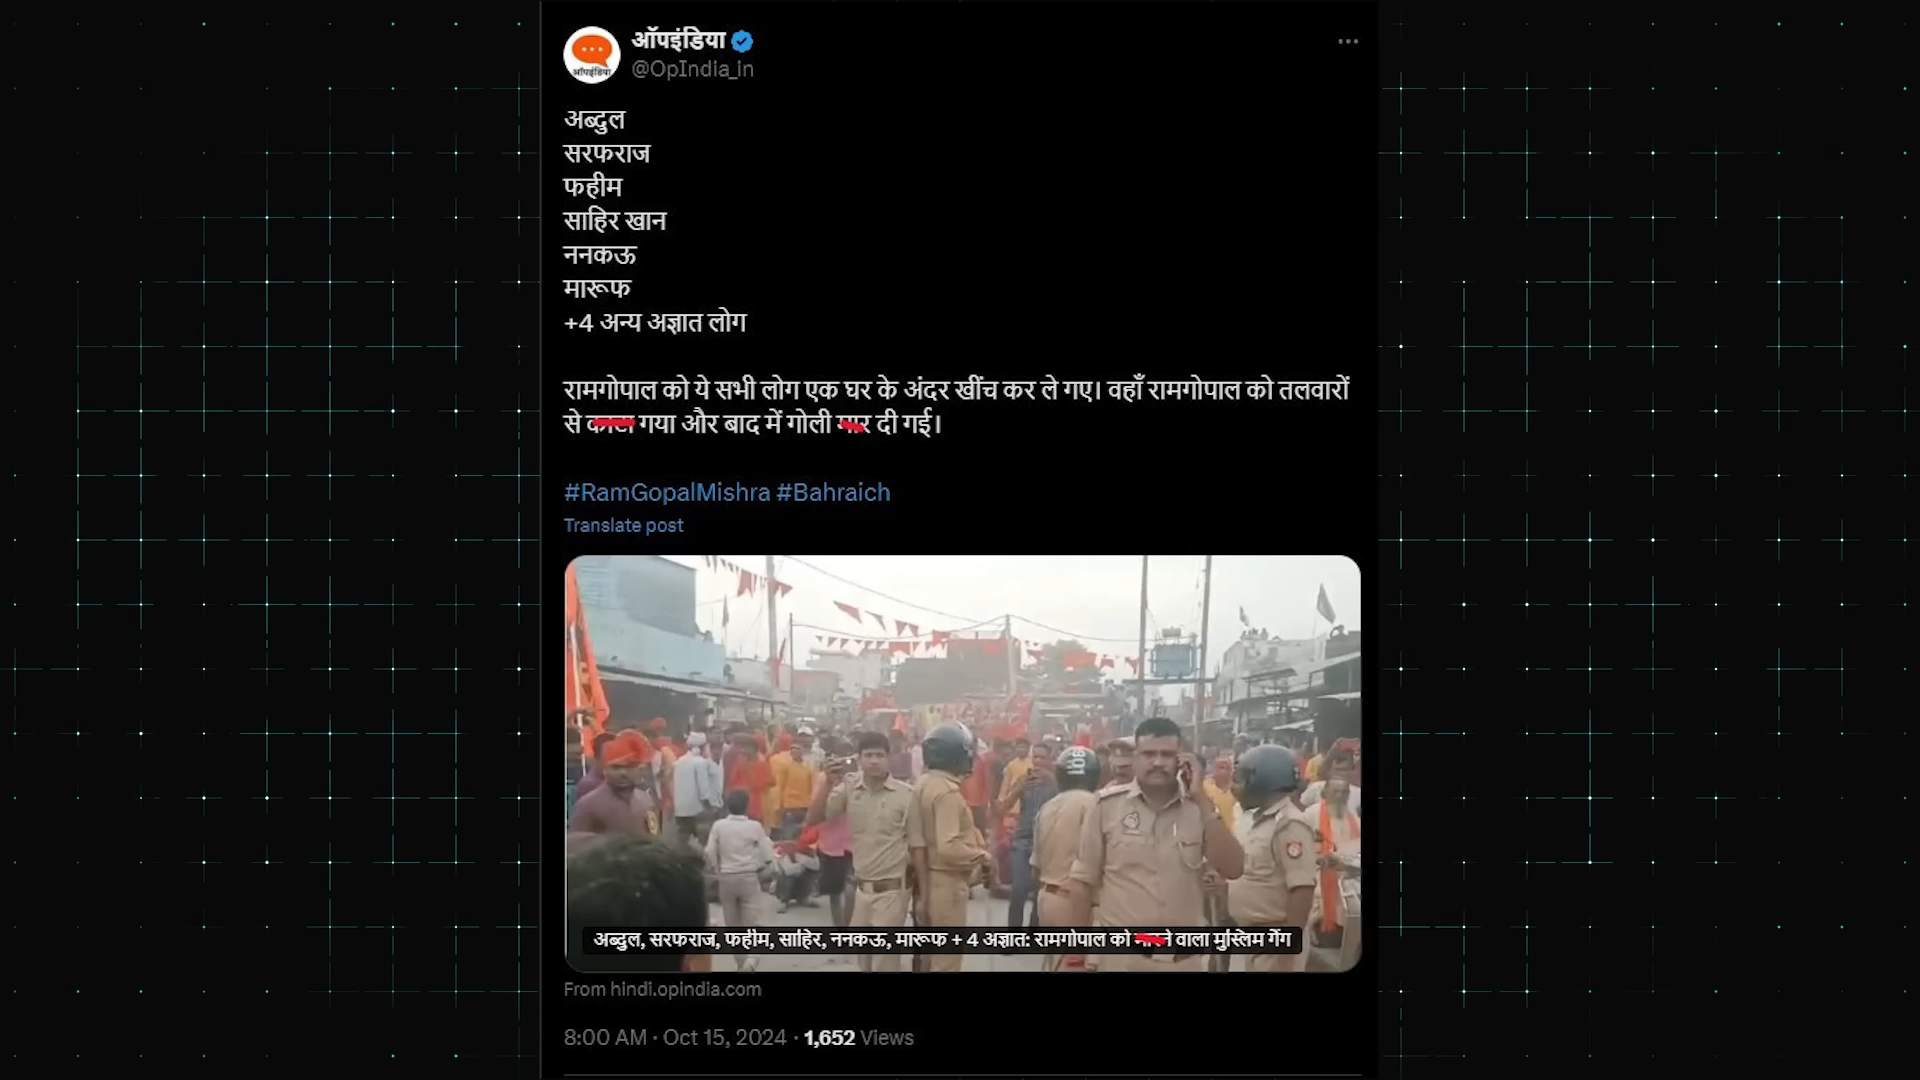 ऑपइंडिया
@OpIndia_in
अब्दुल
सरफराज
फहीम
साहिर खान
ननकऊ
मारूफ
+4 अन्य अज्ञात लोग
रामगोपाल को ये सभी लोग एक घर के अंदर खींच कर ले गए। वहाँ रामगोपाल को तलवारों
से काटा गया और बाद में गोली मार दी गई।
#RamGopalMishra #Bahraich
Translate post
अब्दुल, सरफराज, फहीम, साहिर, ननकऊ, मारूफ + 4 अज्ञात: रामगोपाल को वाला मुस्लिम गैंग
From hindi.opindia.com
8:00 AM · Oct 15, 2024 · 1,652 Views